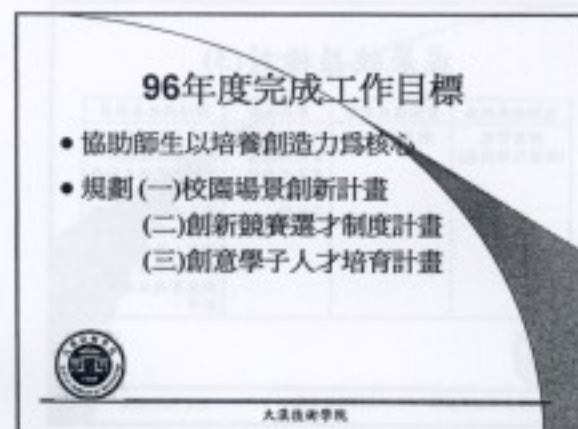 96年度完成工作目標
● 協助師生以培養創造力爲核心
● 規劃 (一)校園場景創新計畫
(二)創新競賽選才制度計畫
(三)創意學子人才培育計畫
大漢技術學院